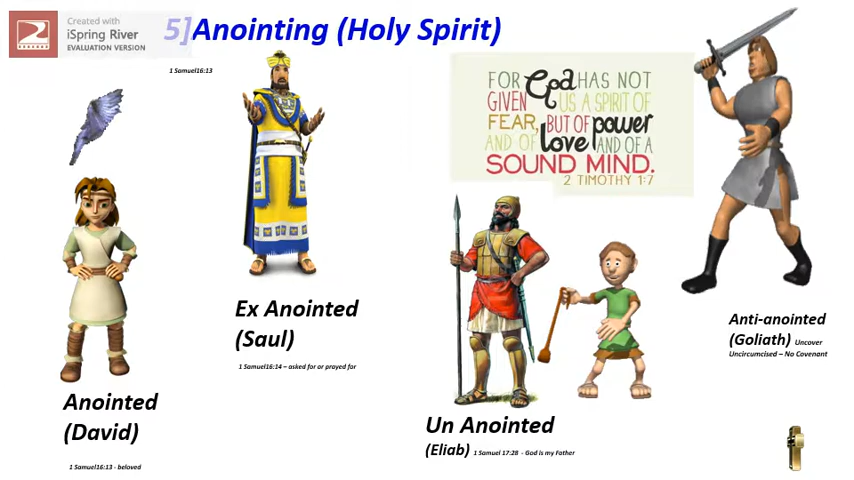 Created with
iSpring River
EVALUATION VERSION
5]Anointing (Holy Spirit)
1 Samuel16:13
FOR God HAS NOT
GIVEN US A SPIRIT OF
FEAR, BUT OF power
AND OF love AND OF A
SOUND MIND.
2 TIMOTHY 1:7
Ex Anointed
(Saul)
1 Samuel16:14 – asked for or prayed for
Anti-anointed
(Goliath) Uncover
Uncircumcised – No Covenant
Anointed
(David)
1 Samuel16:13 - beloved
Un Anointed
(Eliab) 1 Samuel 17:28 - God is my Father